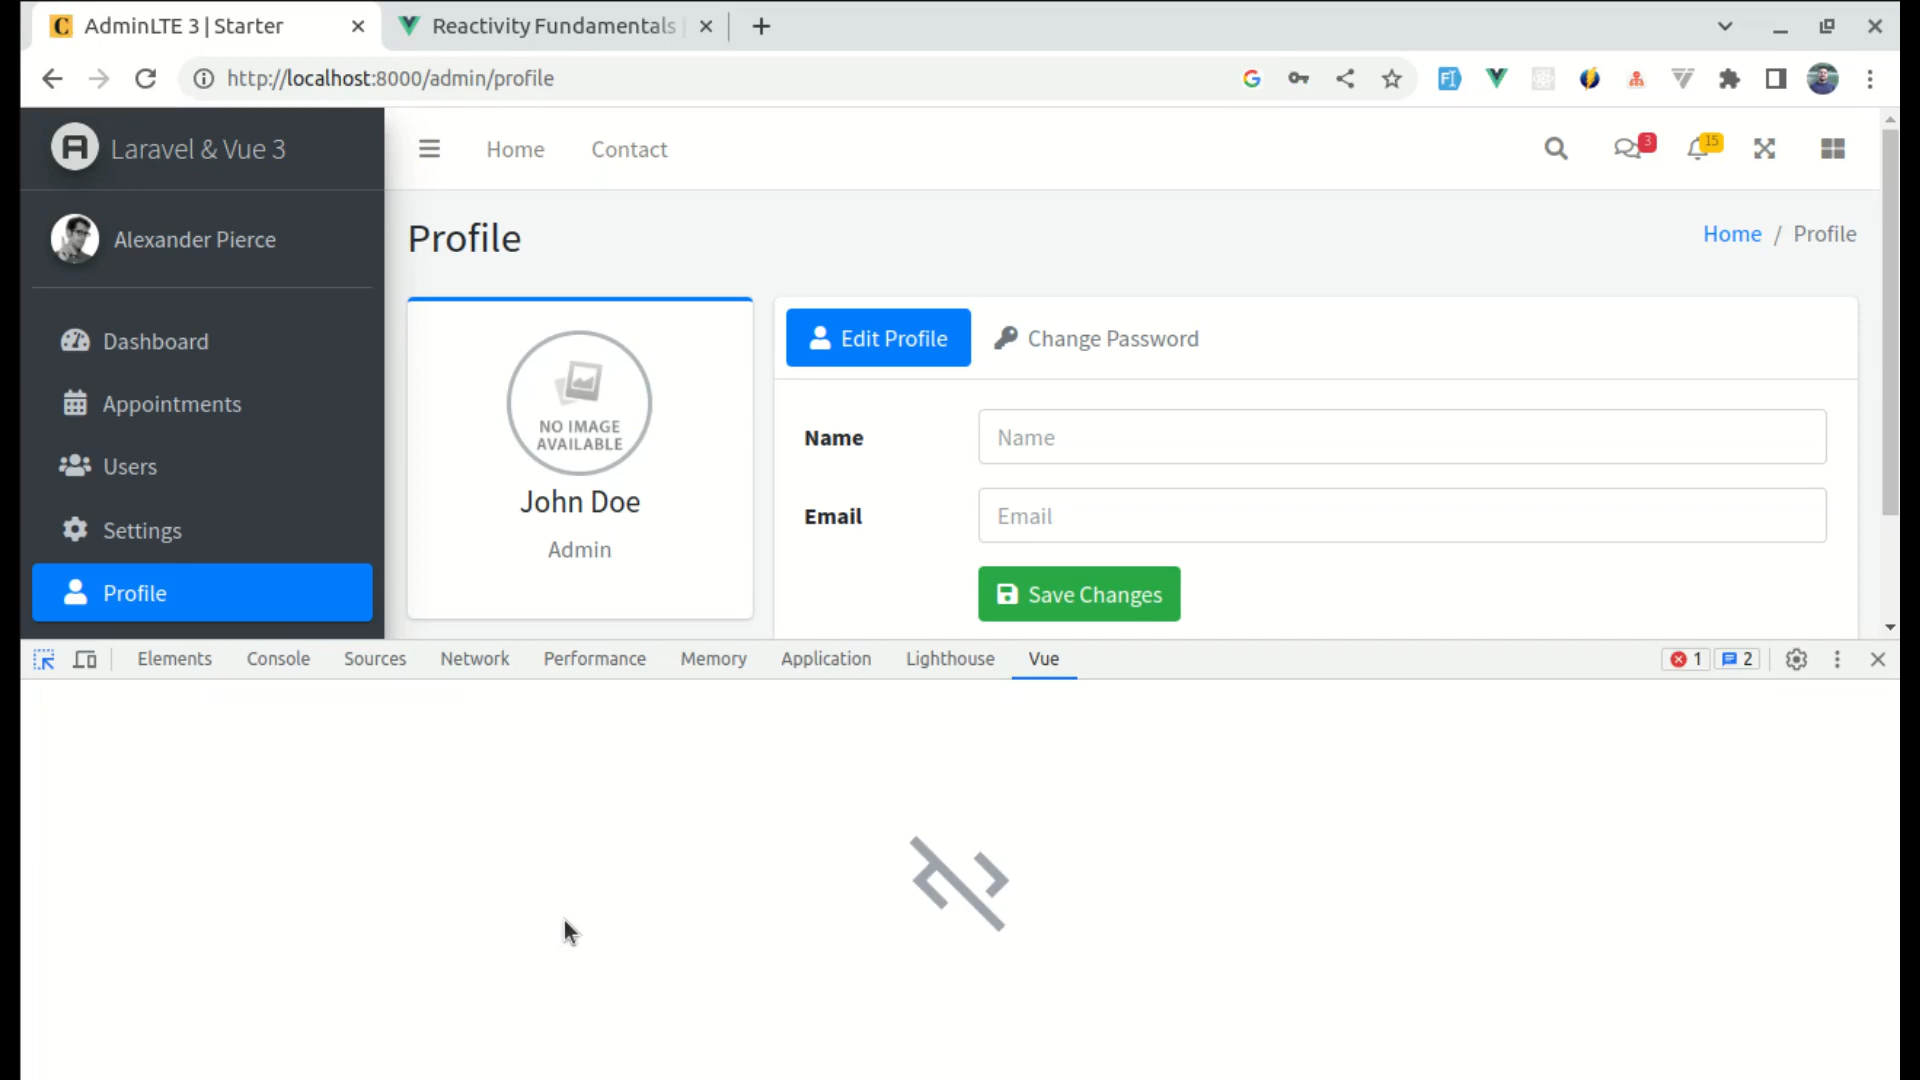 AdminLTE 3 | Starter
Reactivity Fundamentals
http://localhost:8000/admin/profile
Laravel & Vue 3
Home
Contact
3
15
Alexander Pierce
Profile
Home / Profile
Dashboard
Appointments
Users
Settings
Profile
NO IMAGE
AVAILABLE
John Doe
Admin
Edit Profile
Change Password
Name
Name
Email
Email
Save Changes
Elements
Console
Sources
Network
Performance
Memory
Application
Lighthouse
Vue
1
2